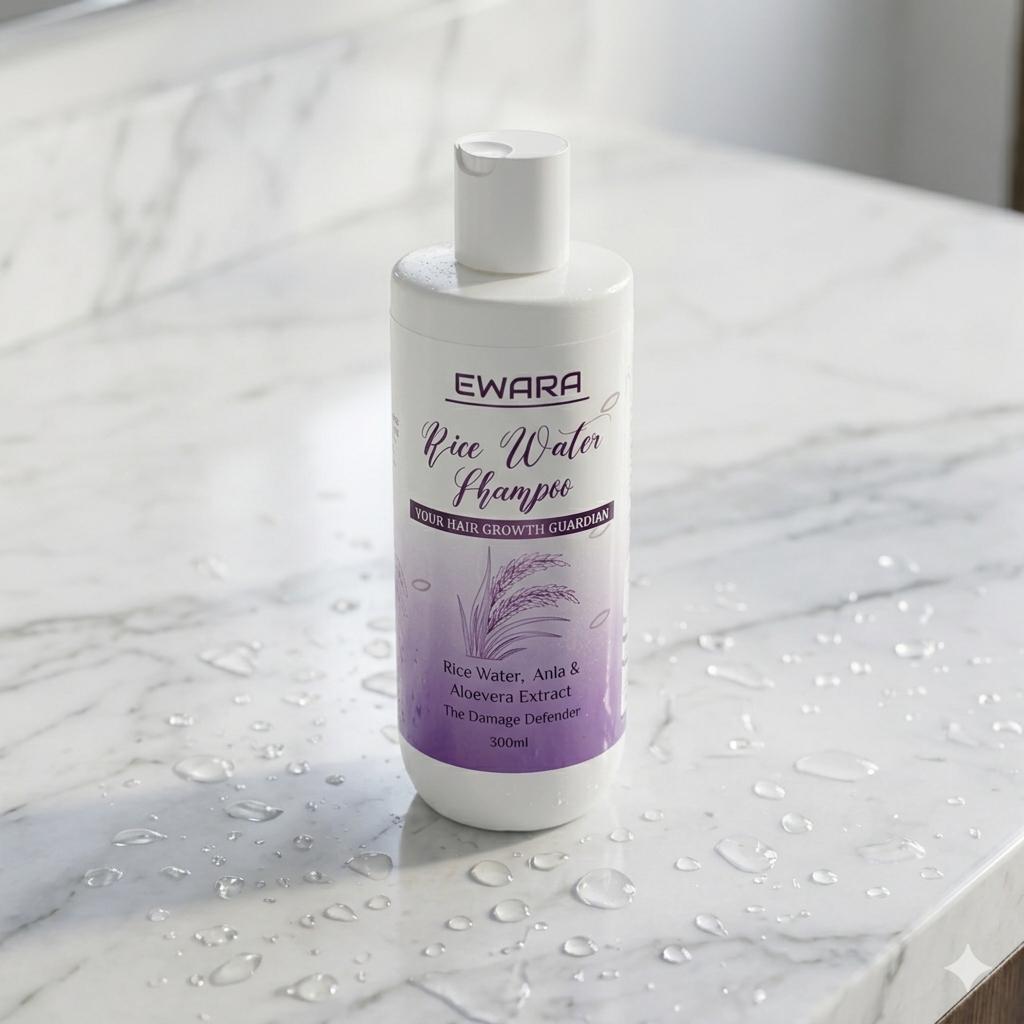 EWARA
Rice Water
Shampoo
YOUR HAIR GROWTH GUARDIAN
Rice Water, Anla &
Aloevera Extract
The Damage Defender
300ml